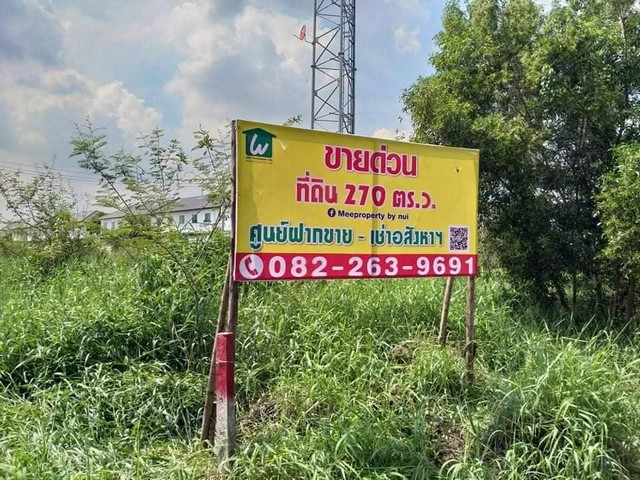 ขายด่วน
ที่ดิน 270 ตร.ว.
Meeproperty by nui
ศูนย์ฝากขาย - เช่าอสังหาฯ
082-263-9691